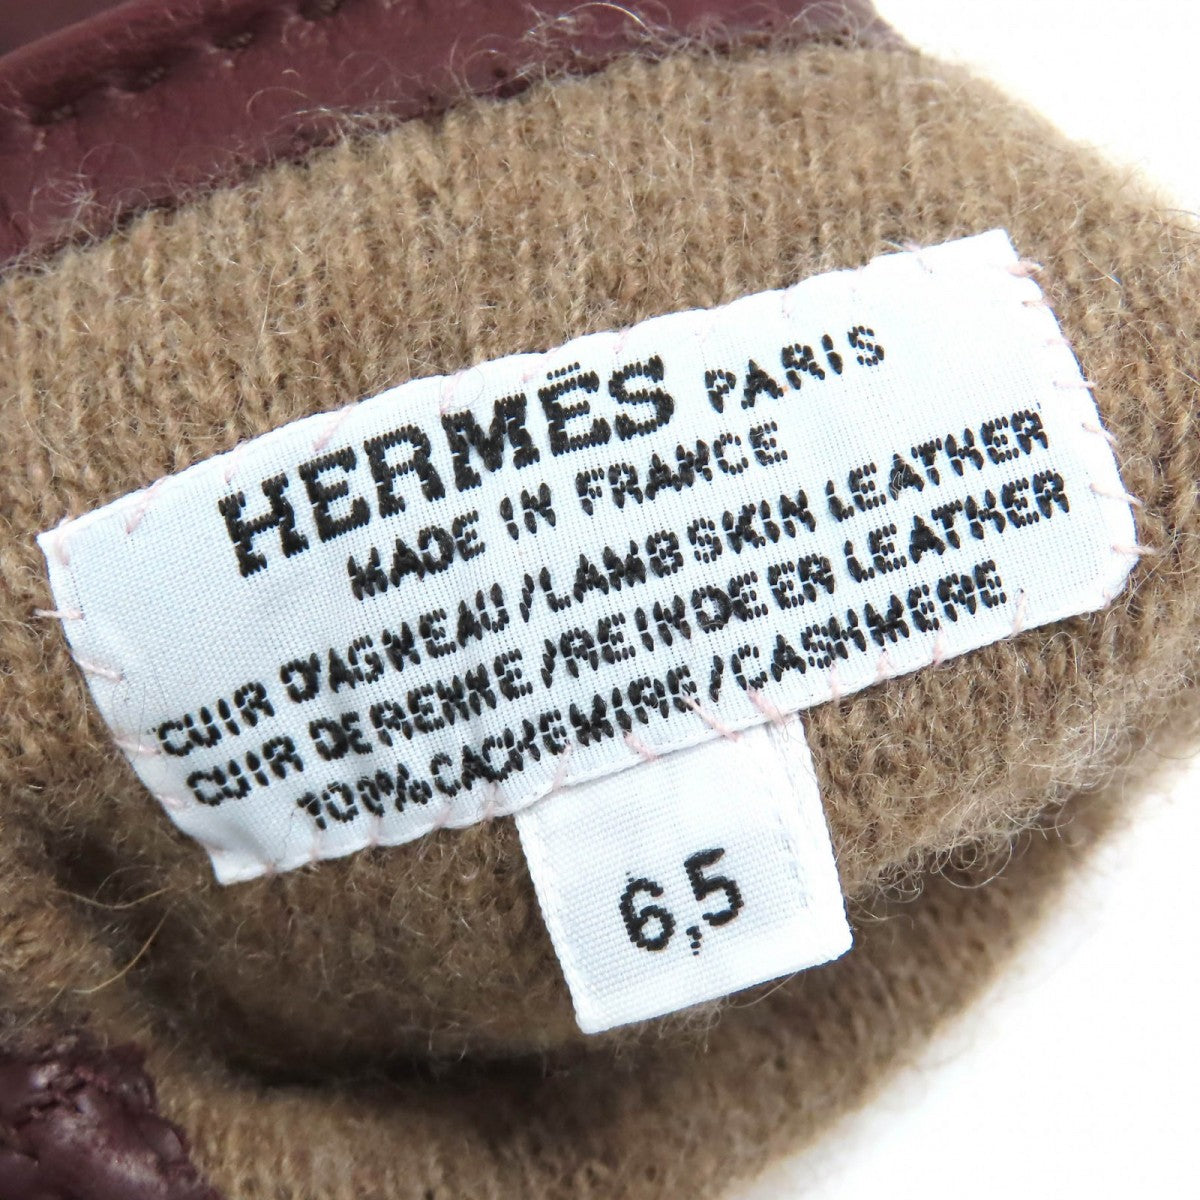 HERMÈS PARIS
MADE IN FRANCE
CUIR D'AGNEAU/LAMBSKIN LEATHER
CUIR DE RENNE/REINDEER LEATHER
100% CACHEMIRE/CASHMERE
6,5